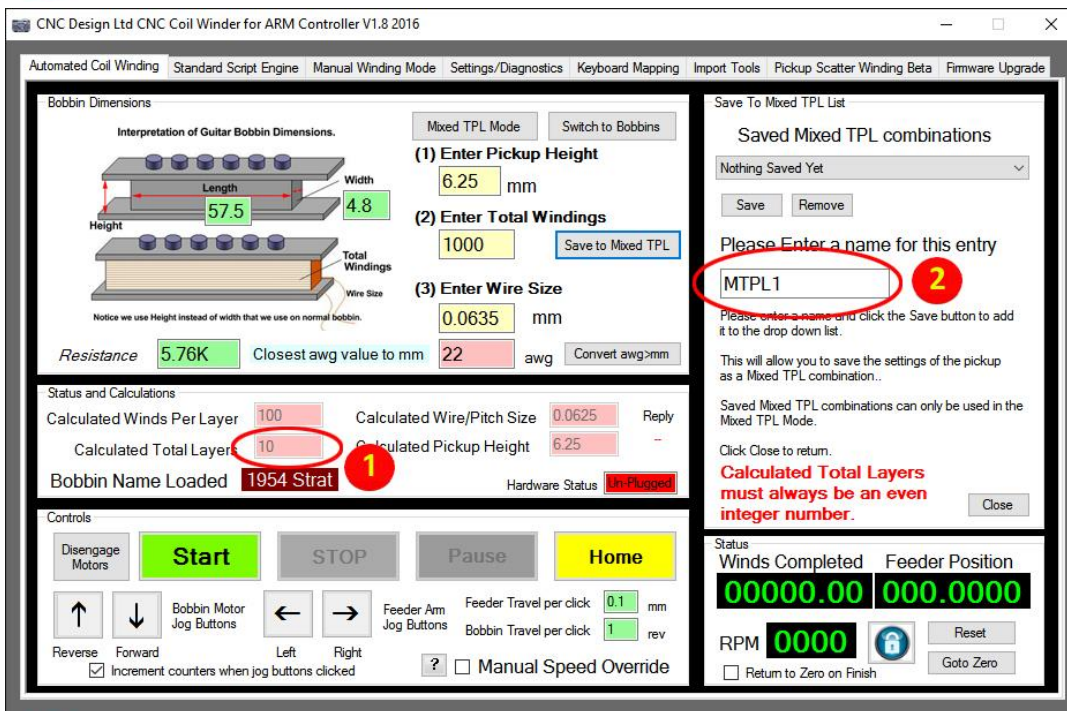 CNC Design Ltd CNC Coil Winder for ARM Controller V1.8 2016
Automated Coil Winding Standard Script Engine Manual Winding Mode Settings/Diagnostics Keyboard Mapping Import Tools Pickup Scatter Winding Beta Firmware Upgrade
Bobbin Dimensions
Interpretation of Guitar Bobbin Dimensions.
Length
57.5
Width
4.8
Height
Total
Windings
Wire Size
Notice we use Height instead of width that we use on normal bobbin.
Mixed TPL Mode
Switch to Bobbins
(1) Enter Pickup Height
6.25 mm
(2) Enter Total Windings
1000
Save to Mixed TPL
(3) Enter Wire Size
0.0635 mm
Resistance 5.76K Closest awg value to mm 22 awg Convert awg>mm
Status and Calculations
Calculated Winds Per Layer 100 Calculated Wire/Pitch Size 0.0625 Reply
Calculated Total Layers 10 Calculated Pickup Height 6.25 -
1
Bobbin Name Loaded 1954 Strat Hardware Status Un-Plugged
Controls
Disengage
Motors
Start
STOP
Pause
Home
↑ ↓ Bobbin Motor
Jog Buttons
Reverse Forward
← → Feeder Arm
Jog Buttons
Left Right
Feeder Travel per click 0.1 mm
Bobbin Travel per click 1 rev
Increment counters when jog buttons clicked
? Manual Speed Override
Save To Mixed TPL List
Saved Mixed TPL combinations
Nothing Saved Yet
Save Remove
Please Enter a name for this entry
MTPL1
2
Please enter a name and click the Save button to add
it to the drop down list.
This will allow you to save the settings of the pickup
as a Mixed TPL combination..
Saved Mixed TPL combinations can only be used in the
Mixed TPL Mode.
Click Close to return.
Calculated Total Layers
must always be an even
integer number.
Close
Status
Winds Completed Feeder Position
00000.00 000.0000
RPM 0000
Reset
Goto Zero
Return to Zero on Finish